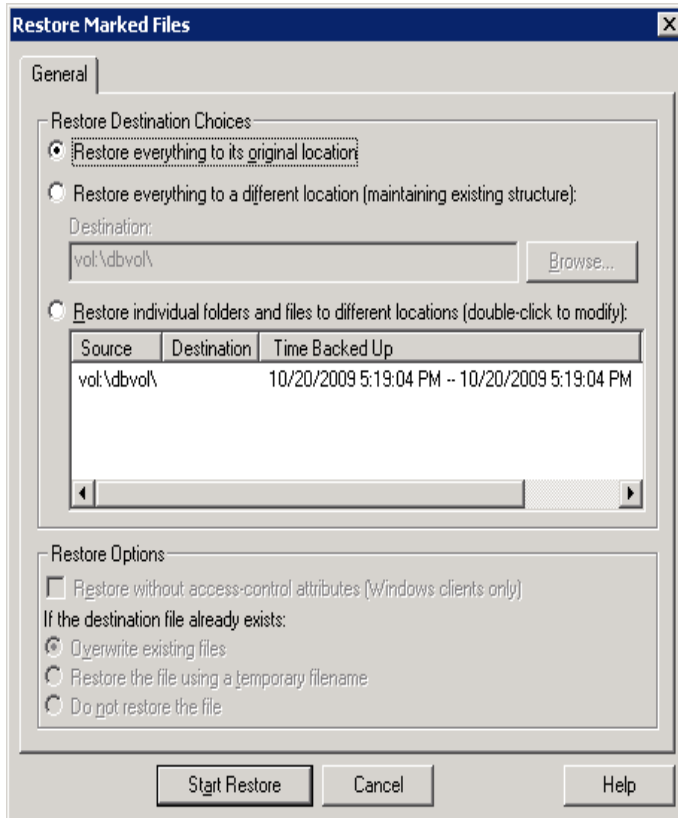 Restore Marked Files
General
Restore Destination Choices
Restore everything to its original location
Restore everything to a different location (maintaining existing structure):
Destination:
vol:\dbvol\
Browse...
Restore individual folders and files to different locations (double-click to modify):
Source Destination Time Backed Up
vol:\dbvol\ 10/20/2009 5:19:04 PM -- 10/20/2009 5:19:04 PM
Restore Options
Restore without access-control attributes (Windows clients only)
If the destination file already exists:
Overwrite existing files
Restore the file using a temporary filename
Do not restore the file
Start Restore Cancel Help